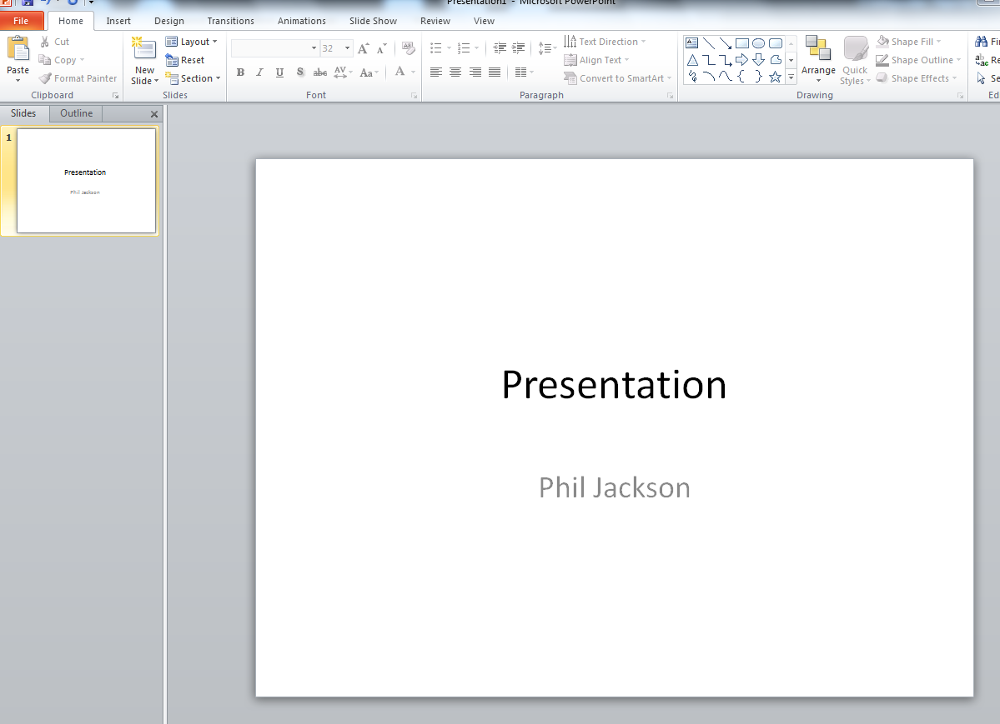 Presentation1 - Microsoft PowerPoint
File Home Insert Design Transitions Animations Slide Show Review View
Paste
Cut
Copy
Format Painter
Clipboard
New
Slide
Layout
Reset
Section
Slides
32
B I U S abc AV Aa A
Font
Text Direction
Align Text
Convert to SmartArt
Paragraph
Arrange
Quick
Styles
Shape Fill
Shape Outline
Shape Effects
Drawing
Fi
Re
Se
Ed
Slides Outline
1
Presentation
Phil Jackson
Presentation
Phil Jackson